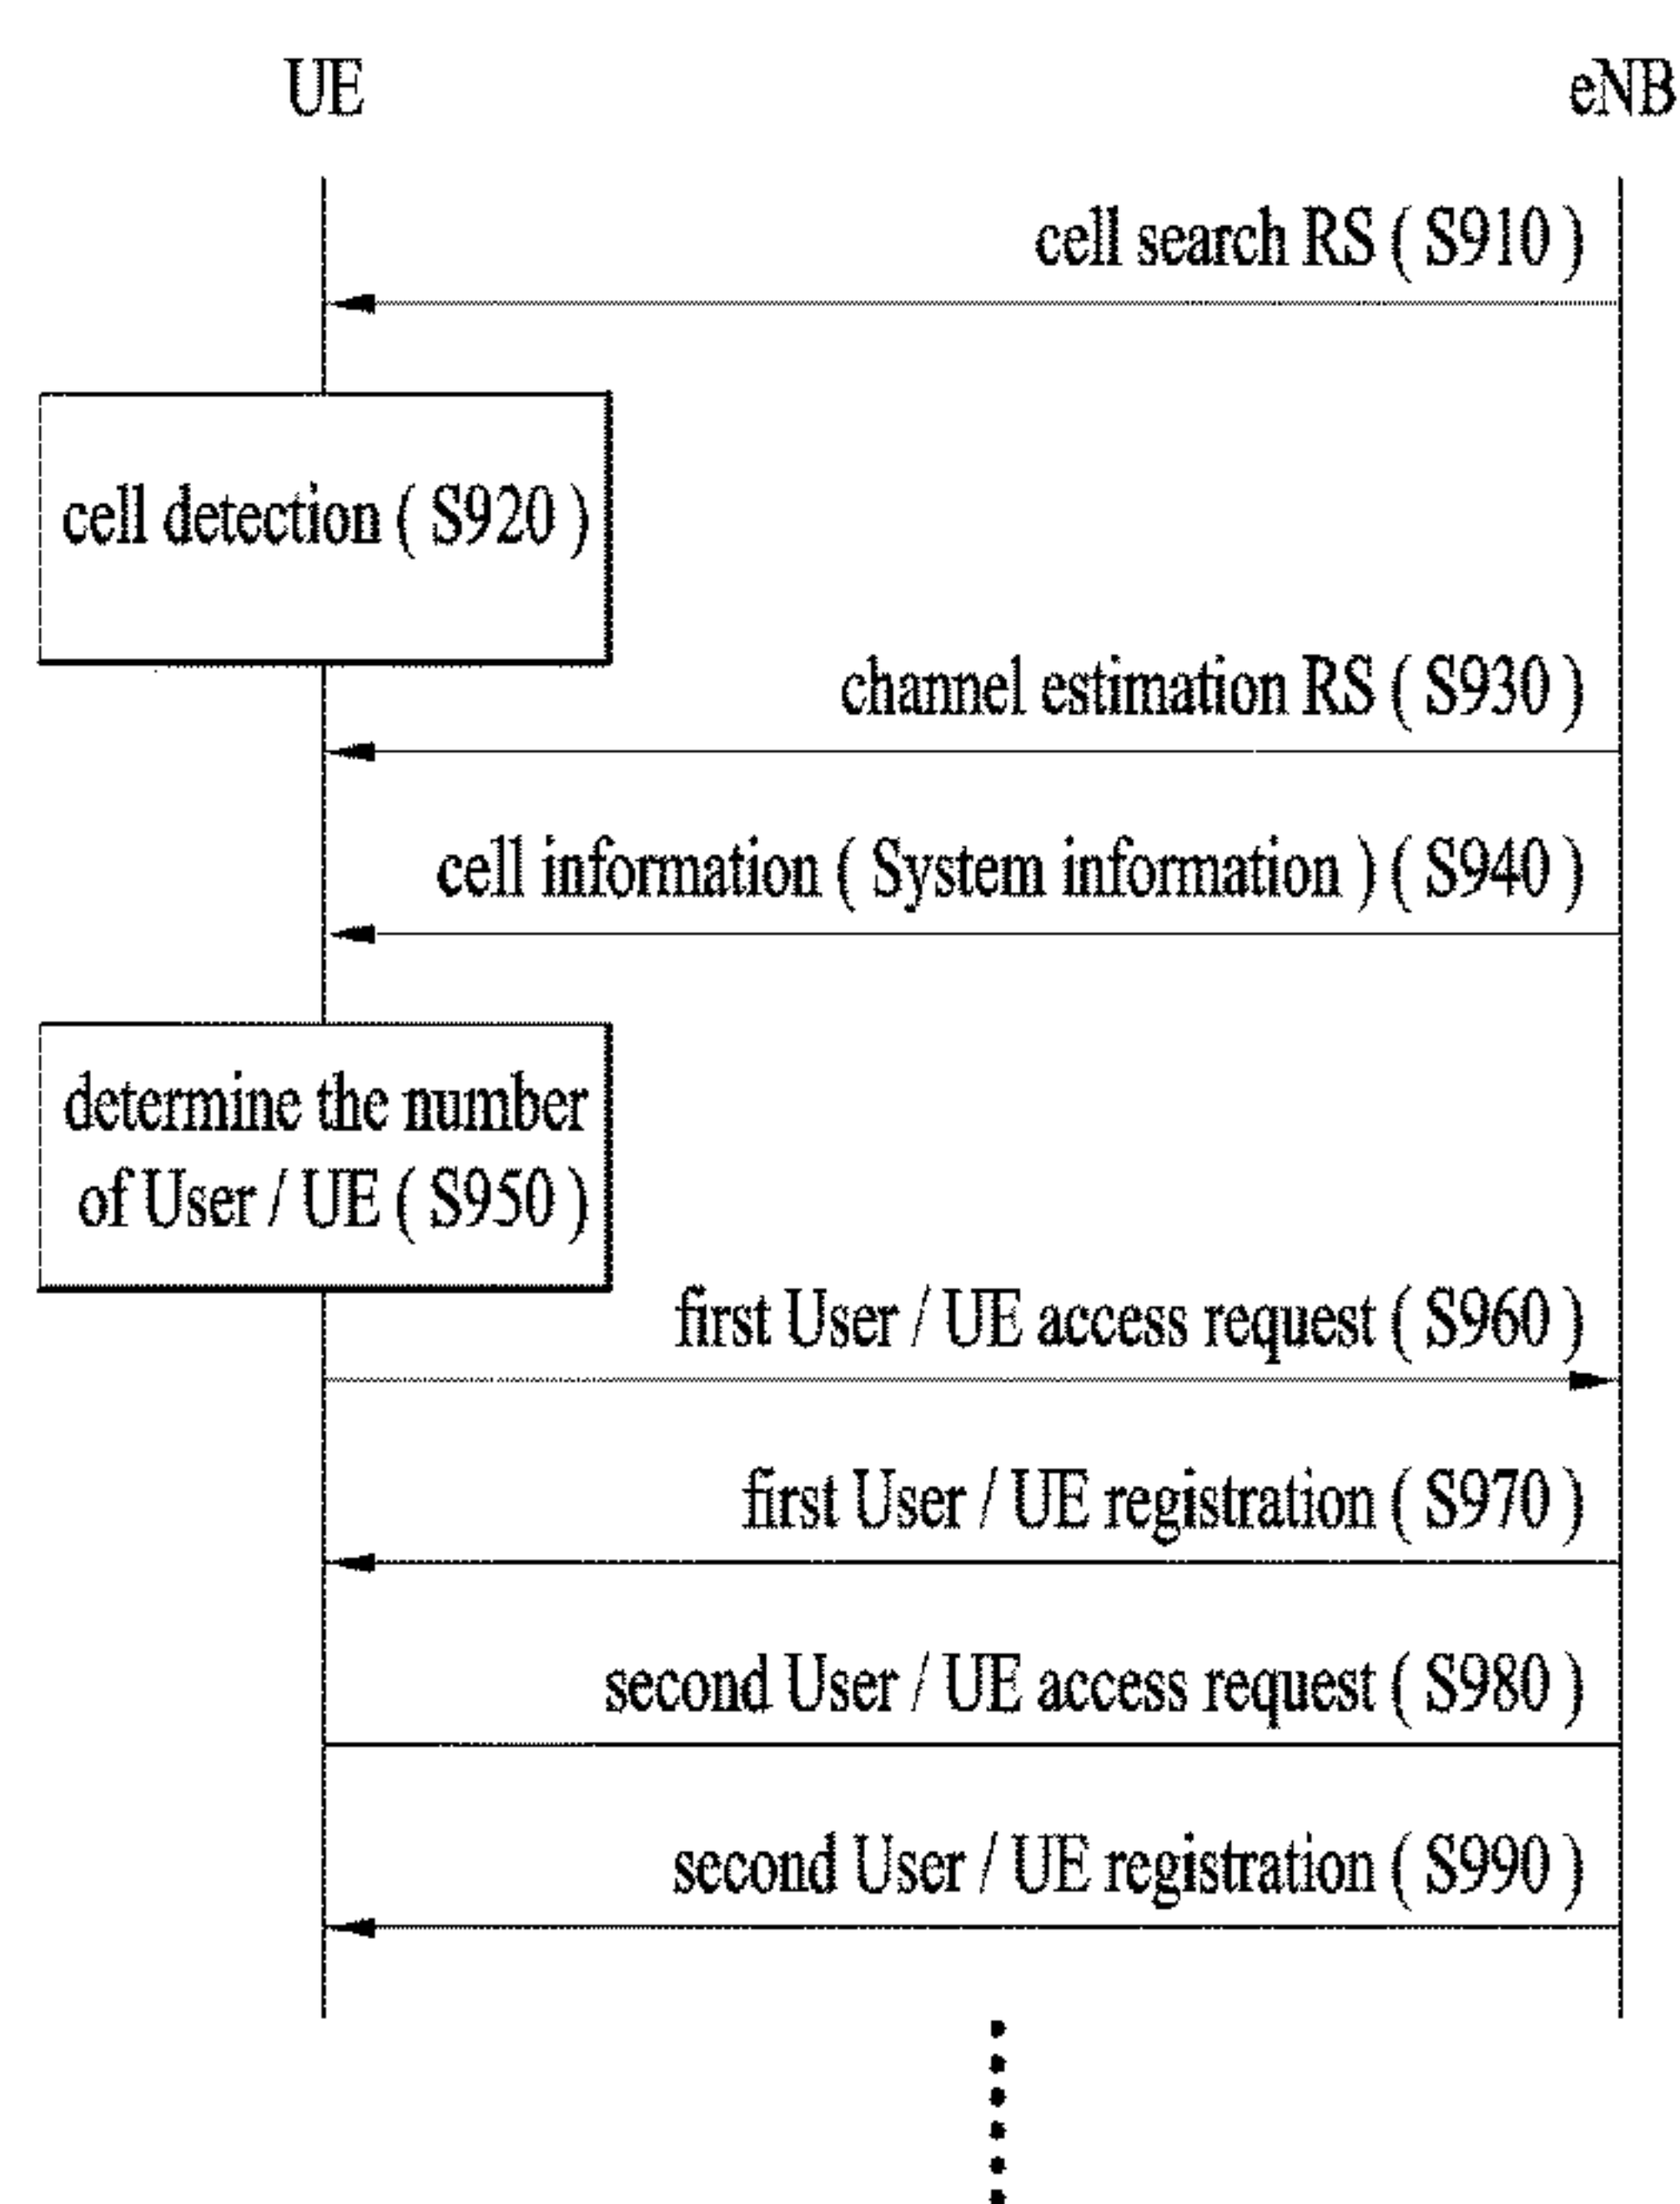 UE
eNB
cell search RS ( S910 )
cell detection ( S920 )
channel estimation RS ( S930 )
cell information ( System information ) ( S940 )
determine the number
of User / UE ( S950 )
first User / UE access request ( S960 )
first User / UE registration ( S970 )
second User / UE access request ( S980 )
second User / UE registration ( S990 )